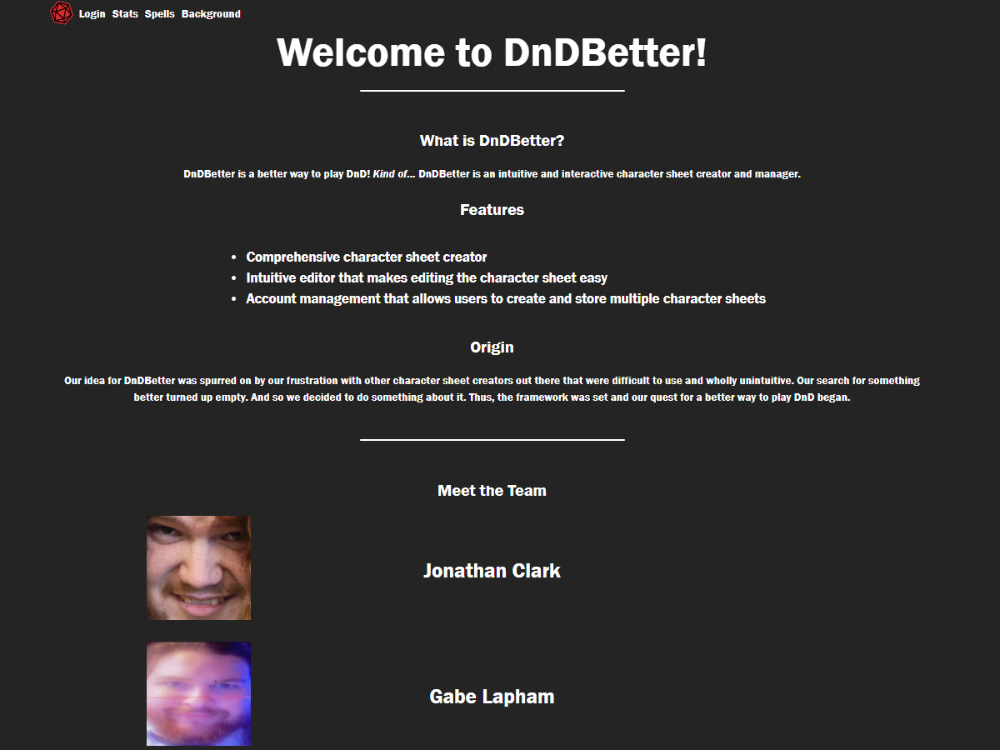 Login Stats Spells Background
Welcome to DnDBetter!
What is DnDBetter?
DnDBetter is a better way to play DnD! Kind of... DnDBetter is an intuitive and interactive character sheet creator and manager.
Features
• Comprehensive character sheet creator
• Intuitive editor that makes editing the character sheet easy
• Account management that allows users to create and store multiple character sheets
Origin
Our idea for DnDBetter was spurred on by our frustration with other character sheet creators out there that were difficult to use and wholly unintuitive. Our search for something
better turned up empty. And so we decided to do something about it. Thus, the framework was set and our quest for a better way to play DnD began.
Meet the Team
Jonathan Clark
Gabe Lapham